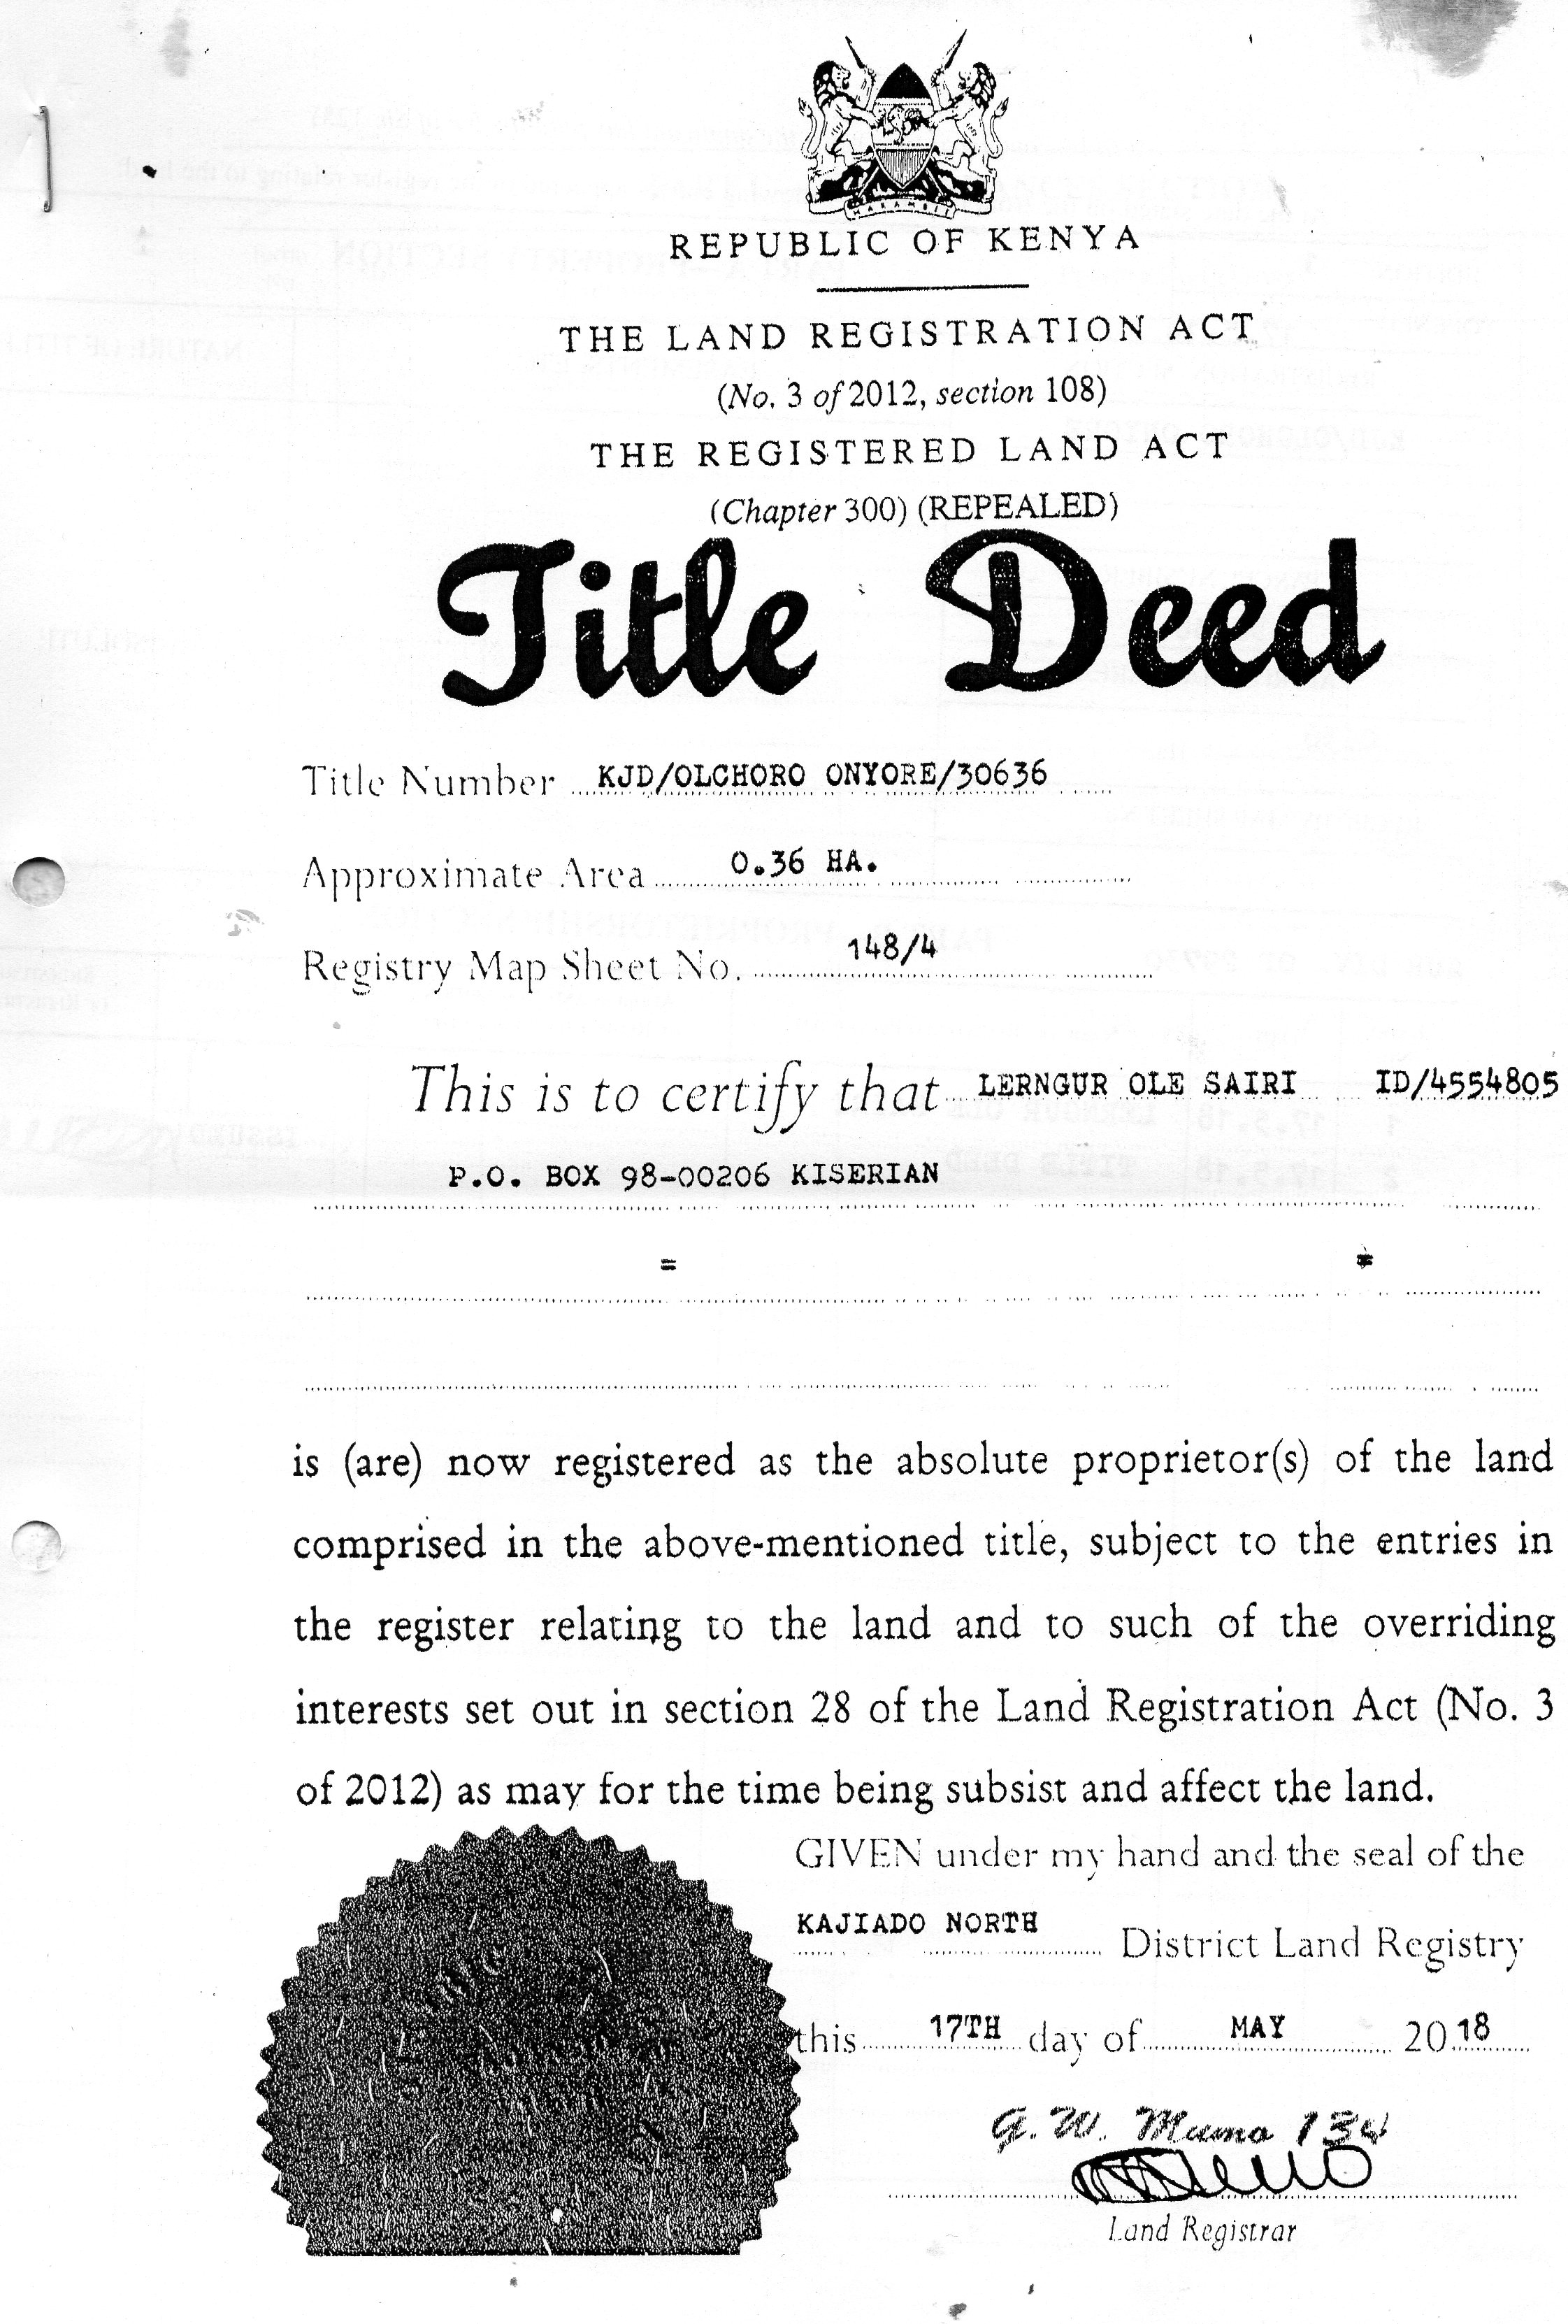 HARAMBEE
REPUBLIC OF KENYA
THE LAND REGISTRATION ACT
(No. 3 of 2012, section 108)
THE REGISTERED LAND ACT
(Chapter 300) (REPEALED)
Title Deed
Title Number KJD/OLCHORO ONYORE/30636
Approximate Area 0.36 HA.
Registry Map Sheet No. 148/4
This is to certify that LERNGUR OLE SAIRI ID/4554805
P.O. BOX 98-00206 KISERIAN
= =
is (are) now registered as the absolute proprietor(s) of the land
comprised in the above-mentioned title, subject to the entries in
the register relating to the land and to such of the overriding
interests set out in section 28 of the Land Registration Act (No. 3
of 2012) as may for the time being subsist and affect the land.
GIVEN under my hand and the seal of the
KAJIADO NORTH District Land Registry
this 17TH day of MAY 2018
G. W. Mumo 134
Land Registrar